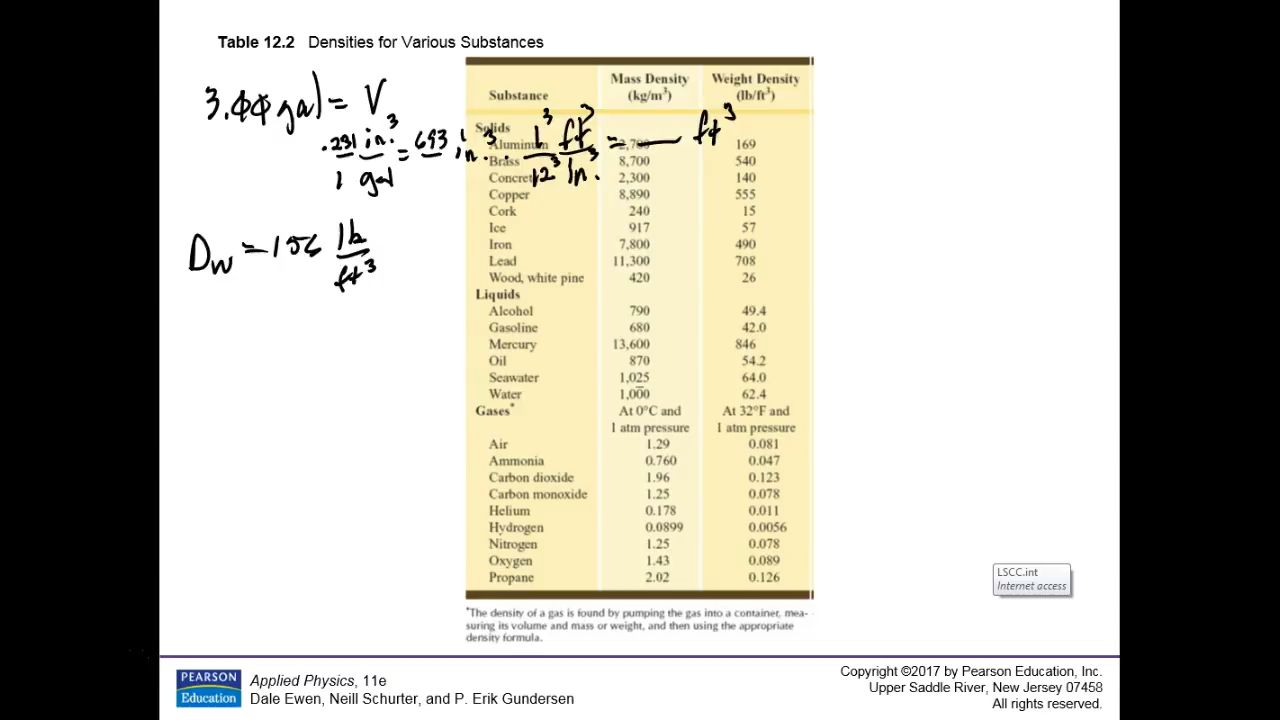 Table 12.2 Densities for Various Substances
3.00 gal = V
· 231 in.³ / 1 gal = 693 in.³ · 1³ ft³ / 12³ in.³ = ___ ft³
D_W = 156 lb / ft³
Substance Mass Density (kg/m³) Weight Density (lb/ft³)
Solids
Aluminum 2,700 169
Brass 8,700 540
Concrete 2,300 140
Copper 8,890 555
Cork 240 15
Ice 917 57
Iron 7,800 490
Lead 11,300 708
Wood, white pine 420 26
Liquids
Alcohol 790 49.4
Gasoline 680 42.0
Mercury 13,600 846
Oil 870 54.2
Seawater 1,025 64.0
Water 1,00̅0 62.4
Gases* At 0°C and 1 atm pressure At 32°F and 1 atm pressure
Air 1.29 0.081
Ammonia 0.760 0.047
Carbon dioxide 1.96 0.123
Carbon monoxide 1.25 0.078
Helium 0.178 0.011
Hydrogen 0.0899 0.0056
Nitrogen 1.25 0.078
Oxygen 1.43 0.089
Propane 2.02 0.126
*The density of a gas is found by pumping the gas into a container, mea-
suring its volume and mass or weight, and then using the appropriate
density formula.
LSCC.int
Internet access
PEARSON
Education
Applied Physics, 11e
Dale Ewen, Neill Schurter, and P. Erik Gundersen
Copyright ©2017 by Pearson Education, Inc.
Upper Saddle River, New Jersey 07458
All rights reserved.